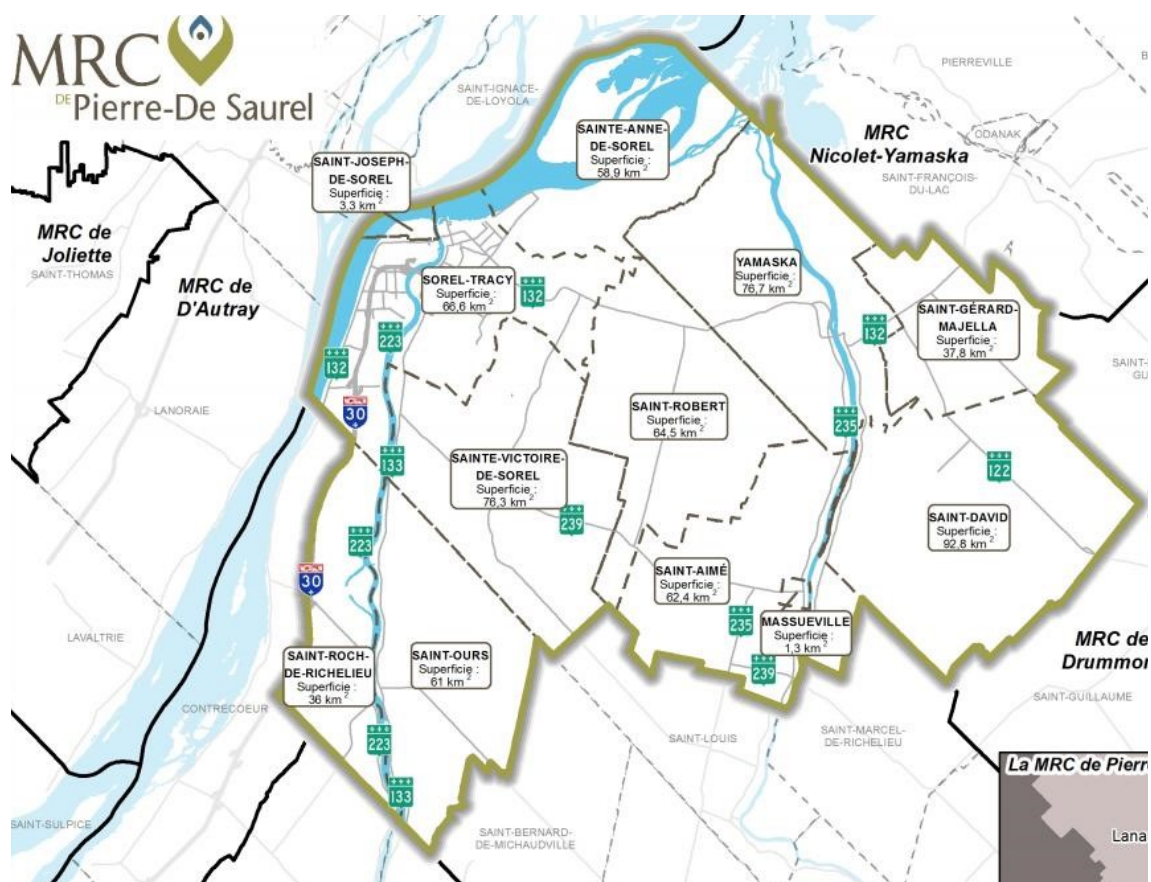 MRC
DE Pierre-De Saurel
SAINT-IGNACE-
DE-LOYOLA
PIERREVILLE
ODANAK
MRC
Nicolet-Yamaska
SAINT-FRANÇOIS-
DU-LAC
SAINTE-ANNE-
DE-SOREL
Superficie :
58,9 km²
SAINT-JOSEPH-
DE-SOREL
Superficie :
3,3 km²
MRC de
Joliette
SAINT-THOMAS
MRC de
D'Autray
SOREL-TRACY
Superficie :
66,6 km²
132
YAMASKA
Superficie :
76,7 km²
SAINT-GÉRARD-
MAJELLA
Superficie :
37,8 km²
132
223
132
30
LANORAIE
SAINT-ROBERT
Superficie :
64,5 km²
235
133
SAINTE-VICTOIRE-
DE-SOREL
Superficie :
76,3 km²
239
122
SAINT-DAVID
Superficie :
92,8 km²
223
30
SAINT-AIMÉ
Superficie :
62,4 km²
235
MASSUEVILLE
Superficie :
1,3 km²
239
LAVALTRIE
SAINT-ROCH-
DE-RICHELIEU
Superficie :
36 km²
SAINT-OURS
Superficie :
61 km²
MRC de
Drummon
SAINT-GUILLAUME
CONTRECOEUR
223
133
SAINT-LOUIS
SAINT-MARCEL-
DE-RICHELIEU
SAINT-SULPICE
SAINT-BERNARD-
DE-MICHAUDVILLE
La MRC de Pierr
Lana